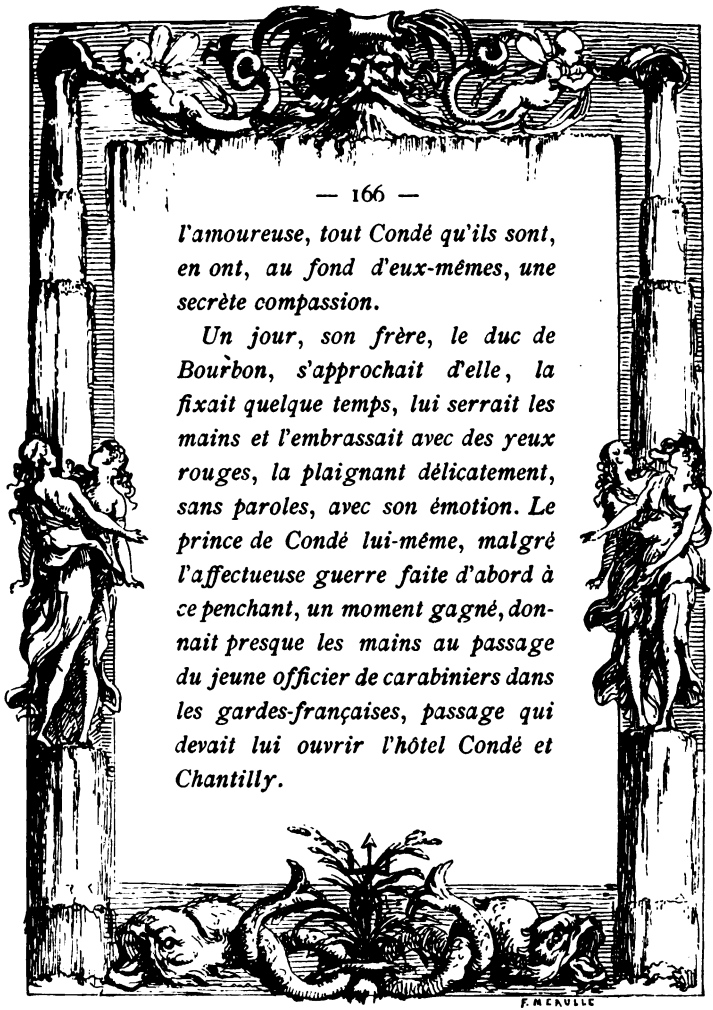 — 166 —
l'amoureuse, tout Condé qu'ils sont,
en ont, au fond d'eux-mêmes, une
secrète compassion.
Un jour, son frère, le duc de
Bourbon, s'approchait d'elle, la
fixait quelque temps, lui serrait les
mains et l'embrassait avec des yeux
rouges, la plaignant délicatement,
sans paroles, avec son émotion. Le
prince de Condé lui-même, malgré
l'affectueuse guerre faite d'abord à
ce penchant, un moment gagné, don-
nait presque les mains au passage
du jeune officier de carabiniers dans
les gardes-françaises, passage qui
devait lui ouvrir l'hôtel Condé et
Chantilly.
F. MÉAULLE